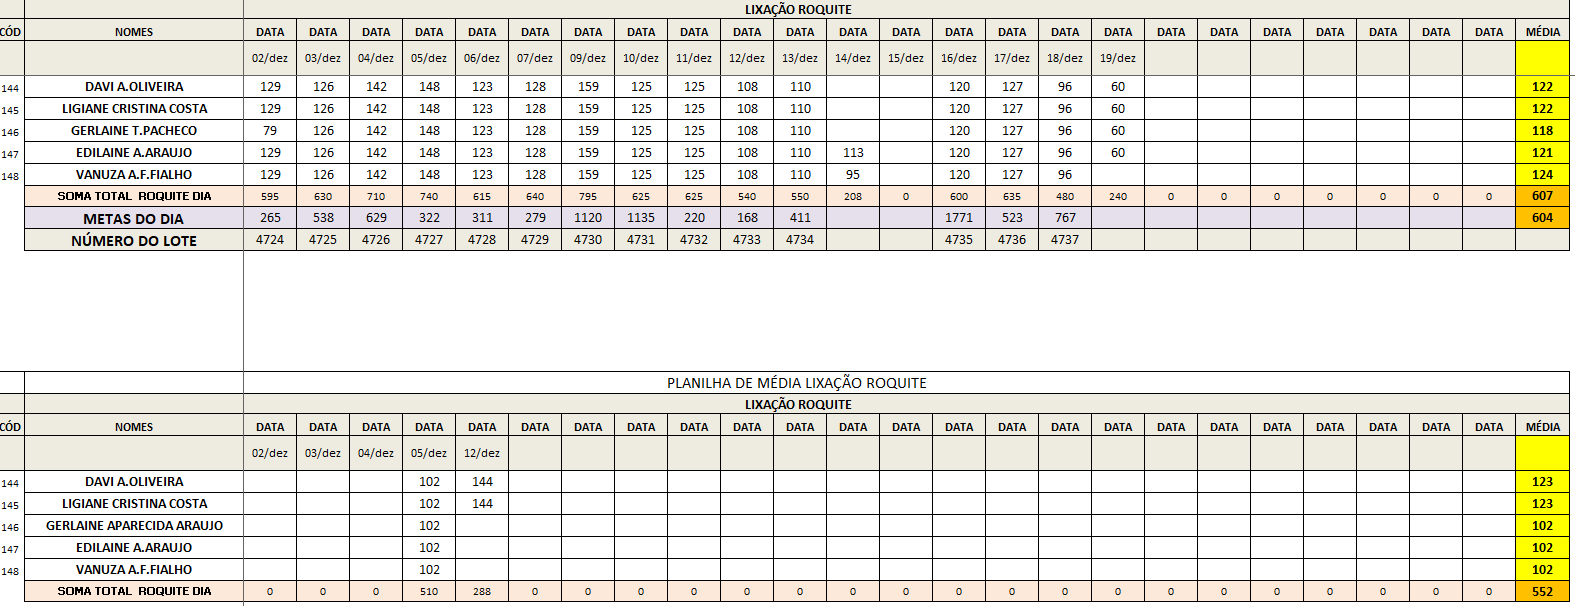 LIXAÇÃO ROQUITE
CÓD NOMES DATA DATA DATA DATA DATA DATA DATA DATA DATA DATA DATA DATA DATA DATA DATA DATA DATA DATA DATA DATA DATA DATA DATA DATA MÉDIA
02/dez 03/dez 04/dez 05/dez 06/dez 07/dez 09/dez 10/dez 11/dez 12/dez 13/dez 14/dez 15/dez 16/dez 17/dez 18/dez 19/dez
144 DAVI A.OLIVEIRA 129 126 142 148 123 128 159 125 125 108 110 120 127 96 60 122
145 LIGIANE CRISTINA COSTA 129 126 142 148 123 128 159 125 125 108 110 120 127 96 60 122
146 GERLAINE T.PACHECO 79 126 142 148 123 128 159 125 125 108 110 120 127 96 60 118
147 EDILAINE A.ARAUJO 129 126 142 148 123 128 159 125 125 108 110 113 120 127 96 60 121
148 VANUZA A.F.FIALHO 129 126 142 148 123 128 159 125 125 108 110 95 120 127 96 124
SOMA TOTAL ROQUITE DIA 595 630 710 740 615 640 795 625 625 540 550 208 0 600 635 480 240 0 0 0 0 0 0 0 607
METAS DO DIA 265 538 629 322 311 279 1120 1135 220 168 411 1771 523 767 604
NÚMERO DO LOTE 4724 4725 4726 4727 4728 4729 4730 4731 4732 4733 4734 4735 4736 4737
PLANILHA DE MÉDIA LIXAÇÃO ROQUITE
LIXAÇÃO ROQUITE
CÓD NOMES DATA DATA DATA DATA DATA DATA DATA DATA DATA DATA DATA DATA DATA DATA DATA DATA DATA DATA DATA DATA DATA DATA DATA DATA MÉDIA
02/dez 03/dez 04/dez 05/dez 12/dez
144 DAVI A.OLIVEIRA 102 144 123
145 LIGIANE CRISTINA COSTA 102 144 123
146 GERLAINE APARECIDA ARAUJO 102 102
147 EDILAINE A.ARAUJO 102 102
148 VANUZA A.F.FIALHO 102 102
SOMA TOTAL ROQUITE DIA 0 0 0 510 288 0 0 0 0 0 0 0 0 0 0 0 0 0 0 0 0 0 0 0 552